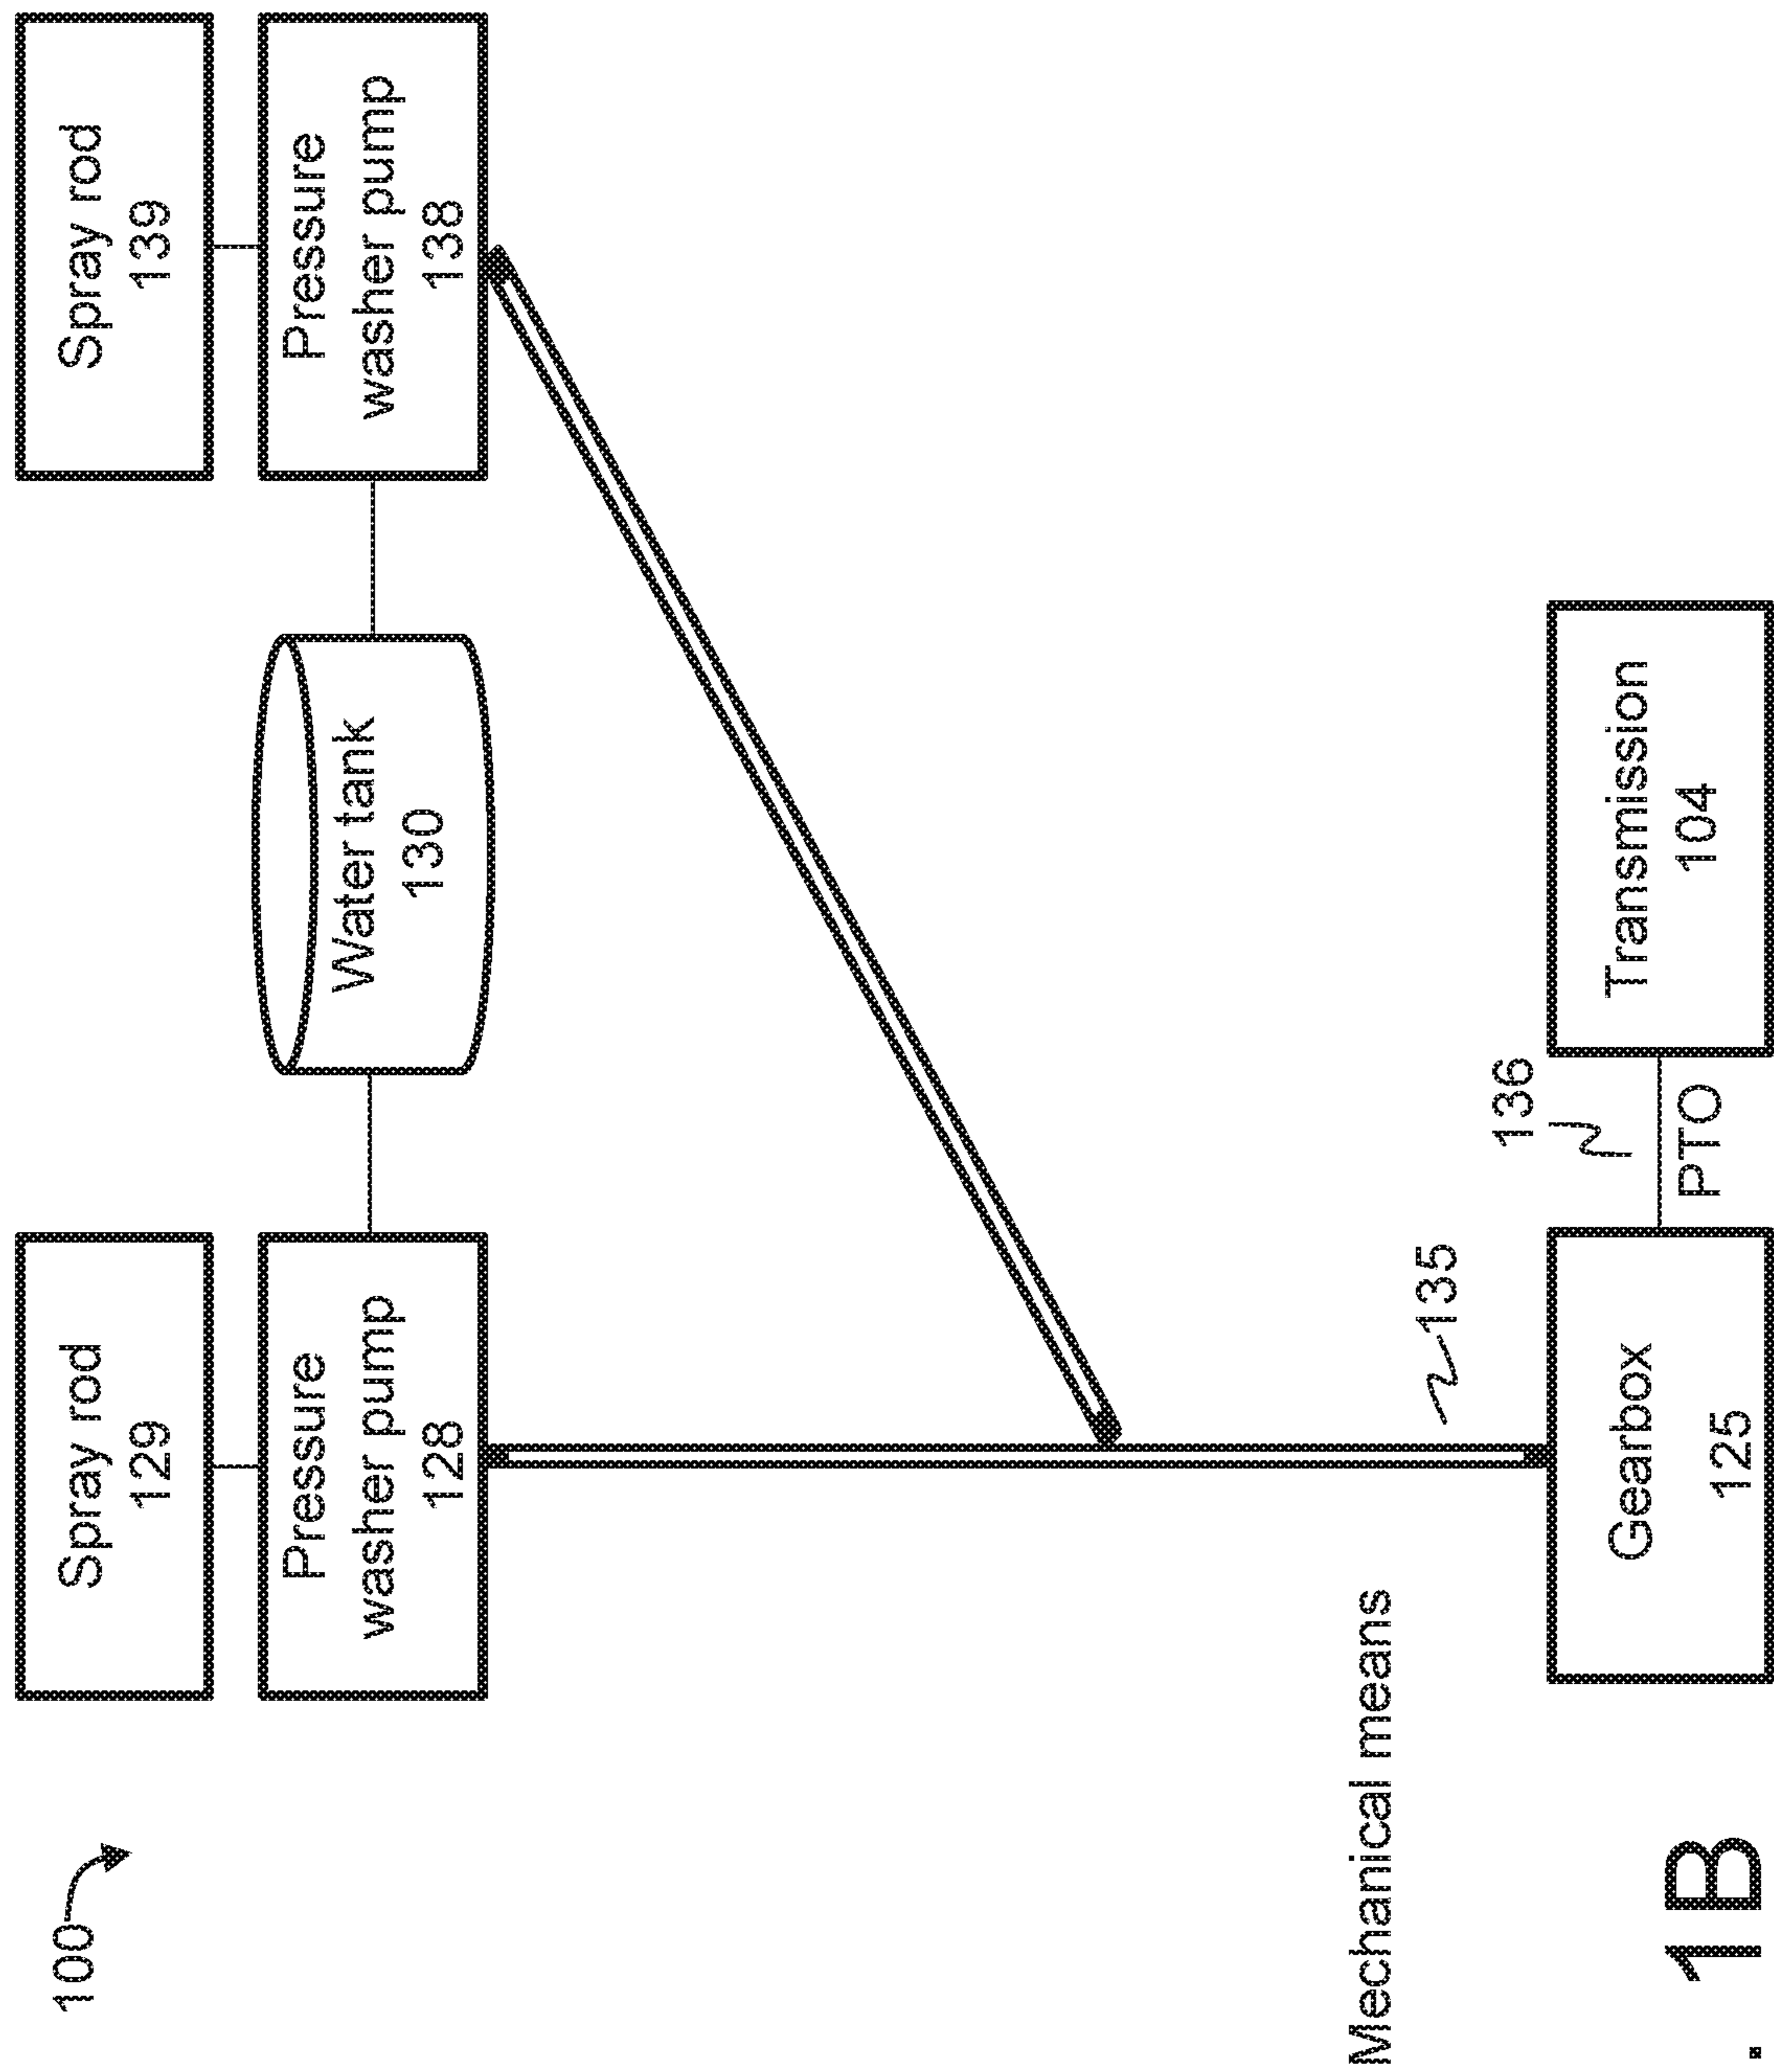 100
Spray rod
129
Spray rod
139
Pressure
washer pump
128
Water tank
130
Pressure
washer pump
138
Mechanical means
135
136
Gearbox
125
PTO
Transmission
104
. 1B